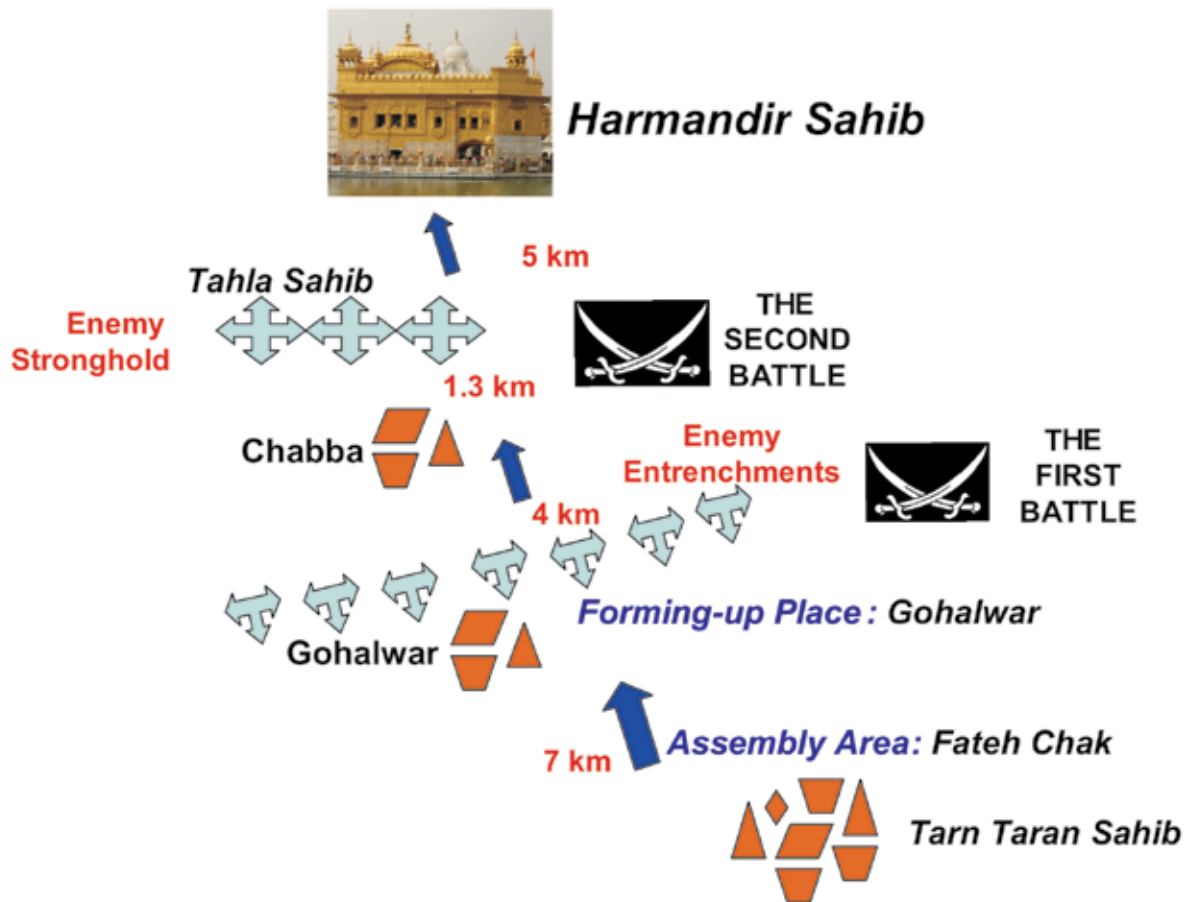 Harmandir Sahib
5 km
Tahla Sahib
Enemy
Stronghold
THE
SECOND
BATTLE
1.3 km
Chabba
Enemy
Entrenchments
THE
FIRST
BATTLE
4 km
Forming-up Place : Gohalwar
Gohalwar
Assembly Area: Fateh Chak
7 km
Tarn Taran Sahib